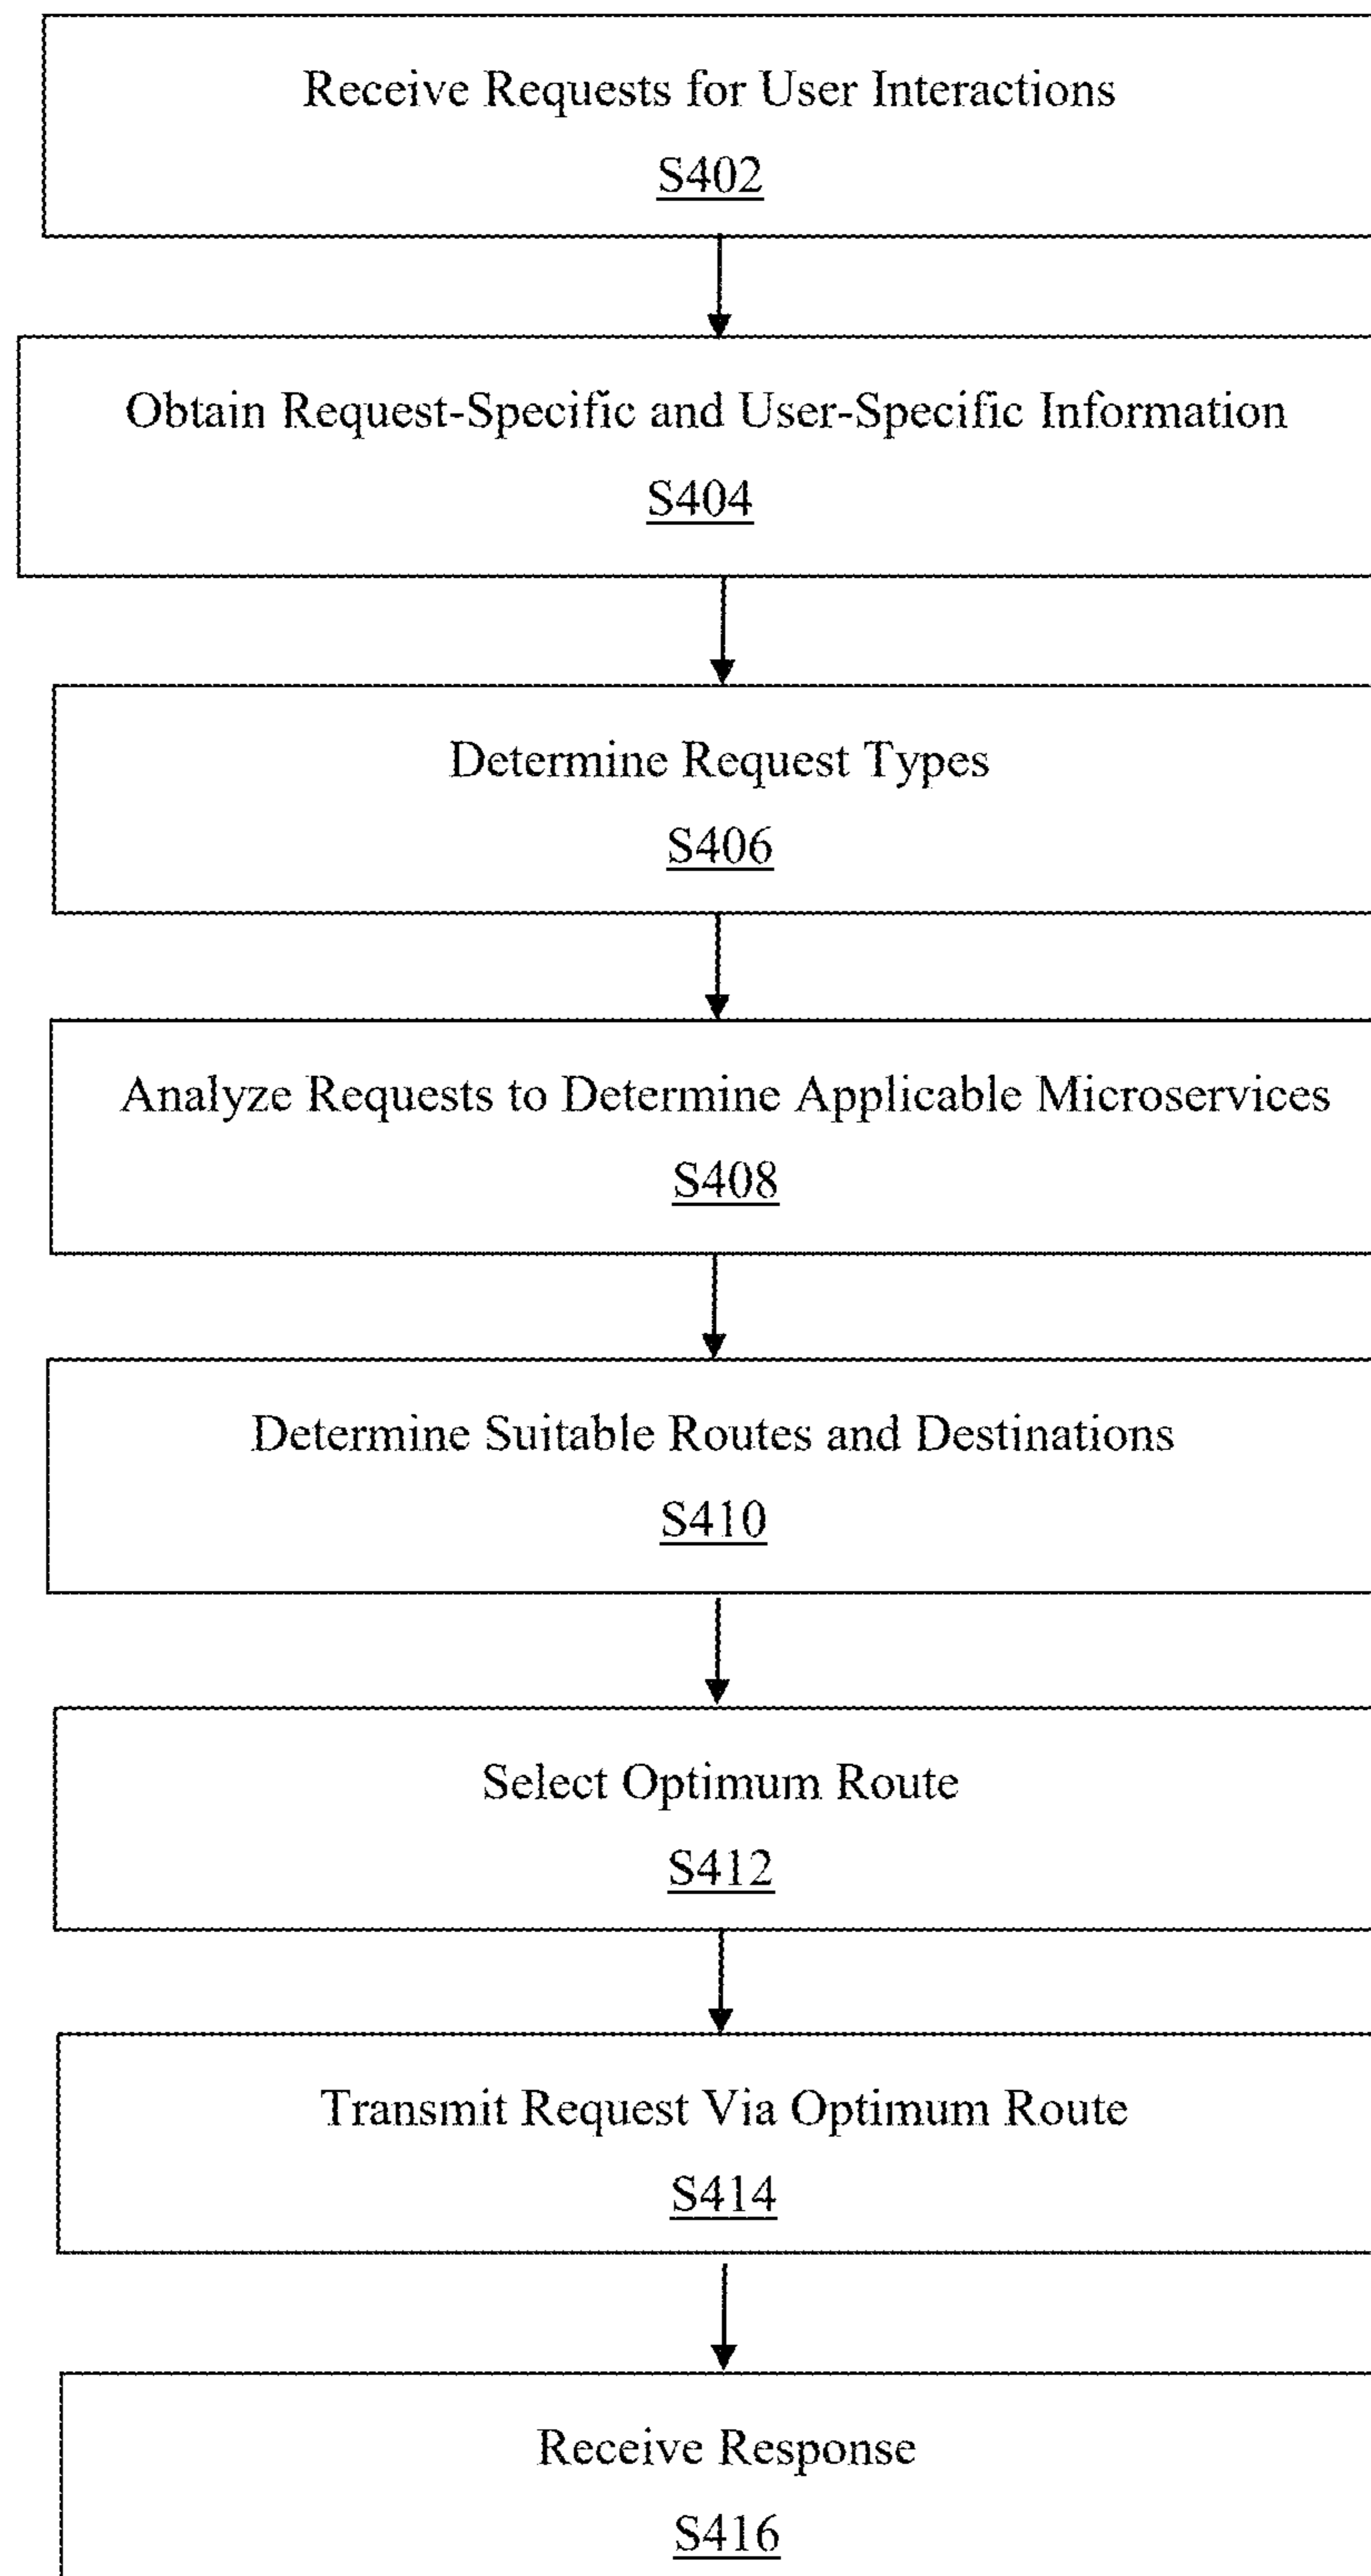 Receive Requests for User Interactions
S402
Obtain Request-Specific and User-Specific Information
S404
Determine Request Types
S406
Analyze Requests to Determine Applicable Microservices
S408
Determine Suitable Routes and Destinations
S410
Select Optimum Route
S412
Transmit Request Via Optimum Route
S414
Receive Response
S416